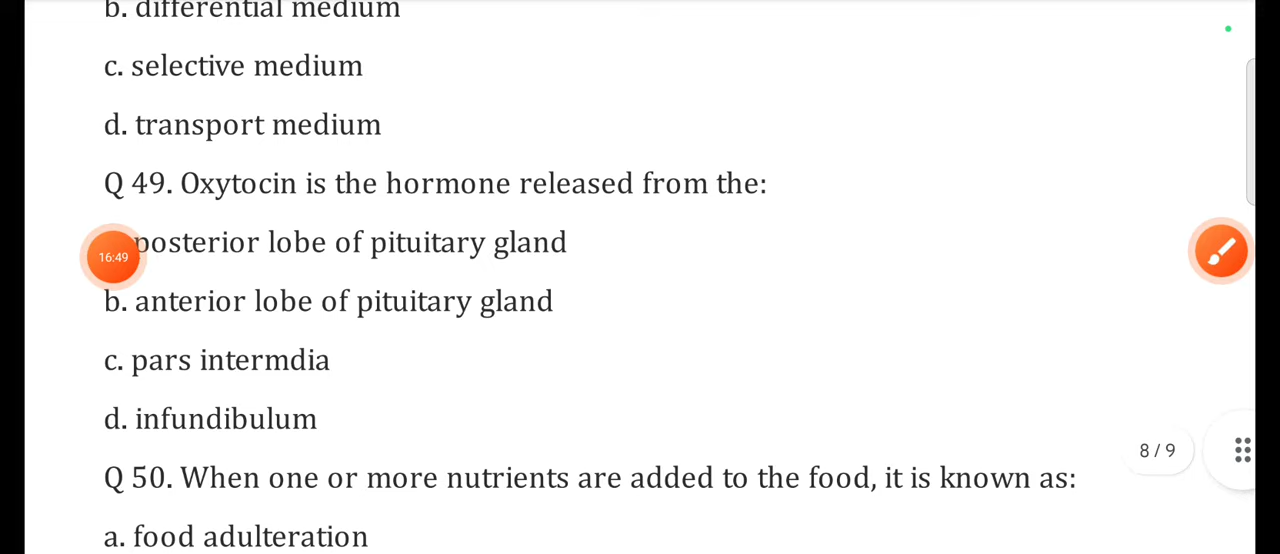 b. differential medium
c. selective medium
d. transport medium
Q 49. Oxytocin is the hormone released from the:
posterior lobe of pituitary gland
16:49
b. anterior lobe of pituitary gland
c. pars intermdia
d. infundibulum
8 / 9
Q 50. When one or more nutrients are added to the food, it is known as:
a. food adulteration